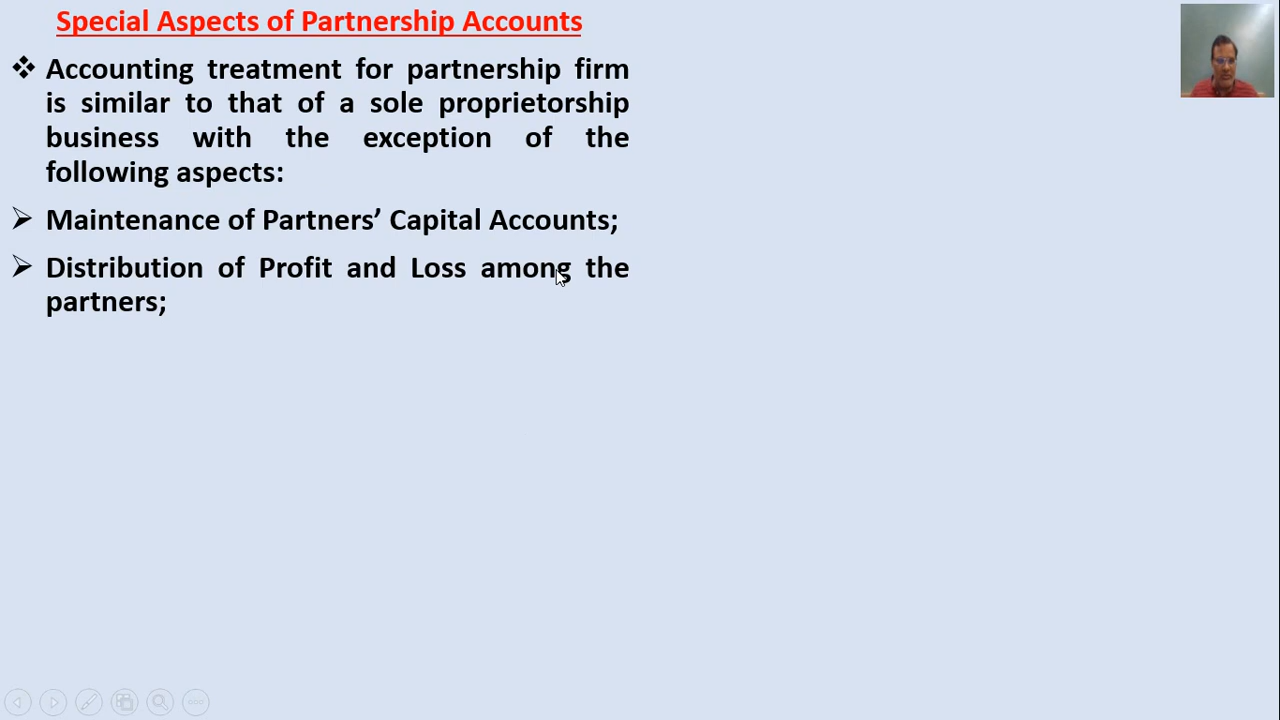 Special Aspects of Partnership Accounts
Accounting treatment for partnership firm
is similar to that of a sole proprietorship
business with the exception of the
following aspects:
Maintenance of Partners’ Capital Accounts;
Distribution of Profit and Loss among the
partners;